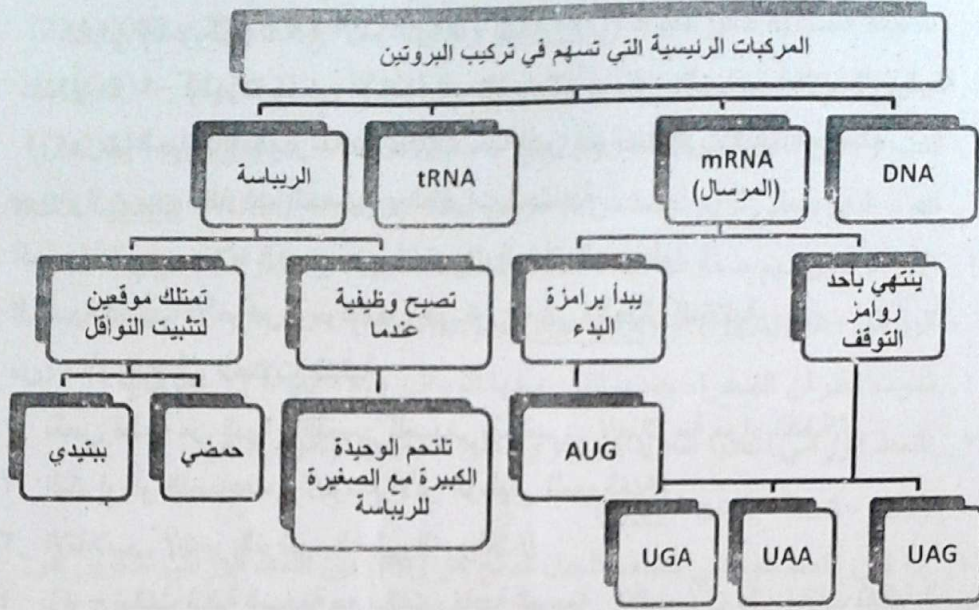 المركبات الرئيسية التي تسهم في تركيب البروتين
DNA
mRNA
(المرسال)
tRNA
الريباسة
ينتهي بأحد
روامز
التوقف
يبدأ برامزة
البدء
تصبح وظيفية
عندما
تمتلك موقعين
لتثبيت النواقل
AUG
تلتحم الوحيدة
الكبيرة مع الصغيرة
للريباسة
حمضي
ببتيدي
UAG
UAA
UGA